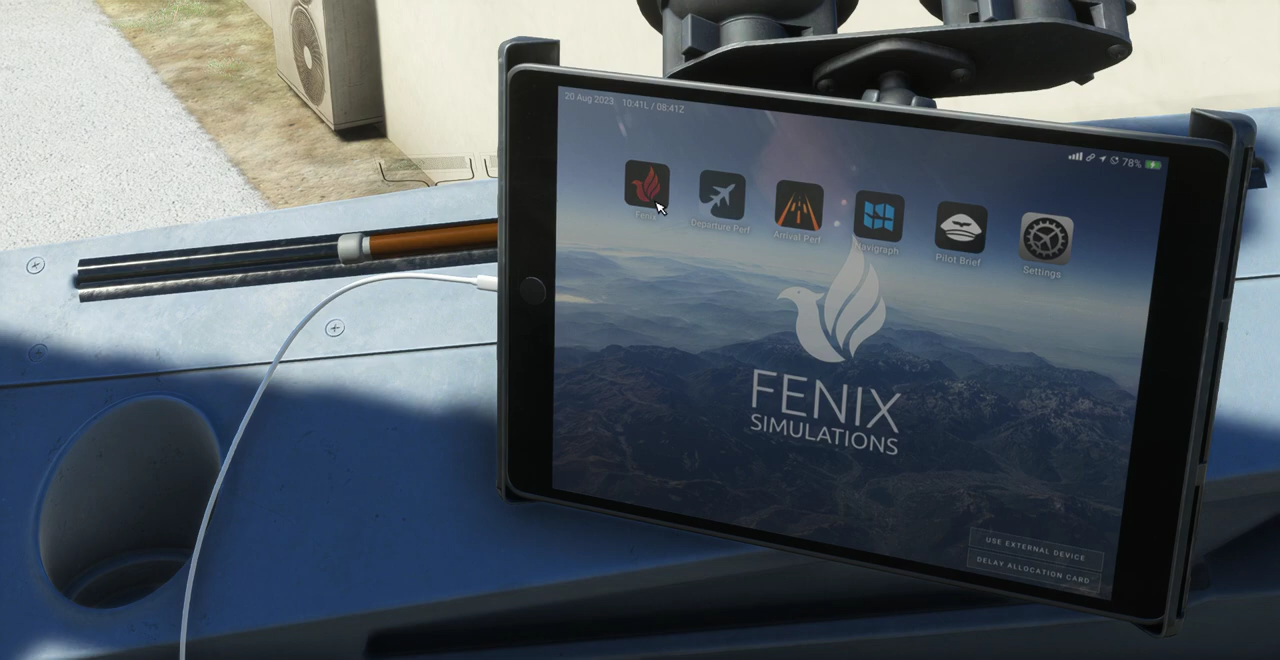 20 Aug 2023 10:41L / 08:41Z
78%
Fenix
Departure Perf
Arrival Perf
Navigraph
Pilot Brief
Settings
FENIX
SIMULATIONS
USE EXTERNAL DEVICE
DELAY ALLOCATION CARD